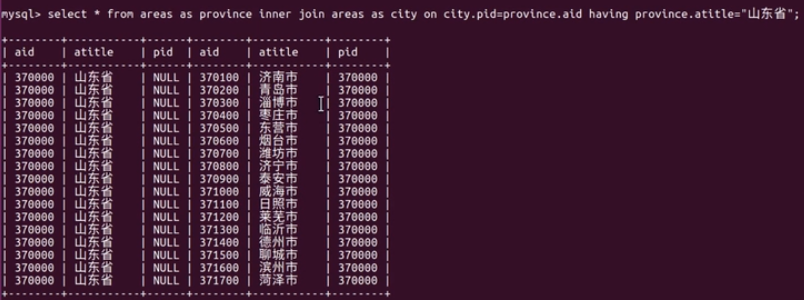 mysql> select * from areas as province inner join areas as city on city.pid=province.aid having province.atitle="山东省";
+--------+-----------+------+--------+-----------+--------+
| aid | atitle | pid | aid | atitle | pid |
+--------+-----------+------+--------+-----------+--------+
| 370000 | 山东省 | NULL | 370100 | 济南市 | 370000 |
| 370000 | 山东省 | NULL | 370200 | 青岛市 | 370000 |
| 370000 | 山东省 | NULL | 370300 | 淄博市 | 370000 |
| 370000 | 山东省 | NULL | 370400 | 枣庄市 | 370000 |
| 370000 | 山东省 | NULL | 370500 | 东营市 | 370000 |
| 370000 | 山东省 | NULL | 370600 | 烟台市 | 370000 |
| 370000 | 山东省 | NULL | 370700 | 潍坊市 | 370000 |
| 370000 | 山东省 | NULL | 370800 | 济宁市 | 370000 |
| 370000 | 山东省 | NULL | 370900 | 泰安市 | 370000 |
| 370000 | 山东省 | NULL | 371000 | 威海市 | 370000 |
| 370000 | 山东省 | NULL | 371100 | 日照市 | 370000 |
| 370000 | 山东省 | NULL | 371200 | 莱芜市 | 370000 |
| 370000 | 山东省 | NULL | 371300 | 临沂市 | 370000 |
| 370000 | 山东省 | NULL | 371400 | 德州市 | 370000 |
| 370000 | 山东省 | NULL | 371500 | 聊城市 | 370000 |
| 370000 | 山东省 | NULL | 371600 | 滨州市 | 370000 |
| 370000 | 山东省 | NULL | 371700 | 菏泽市 | 370000 |
+--------+-----------+------+--------+-----------+--------+